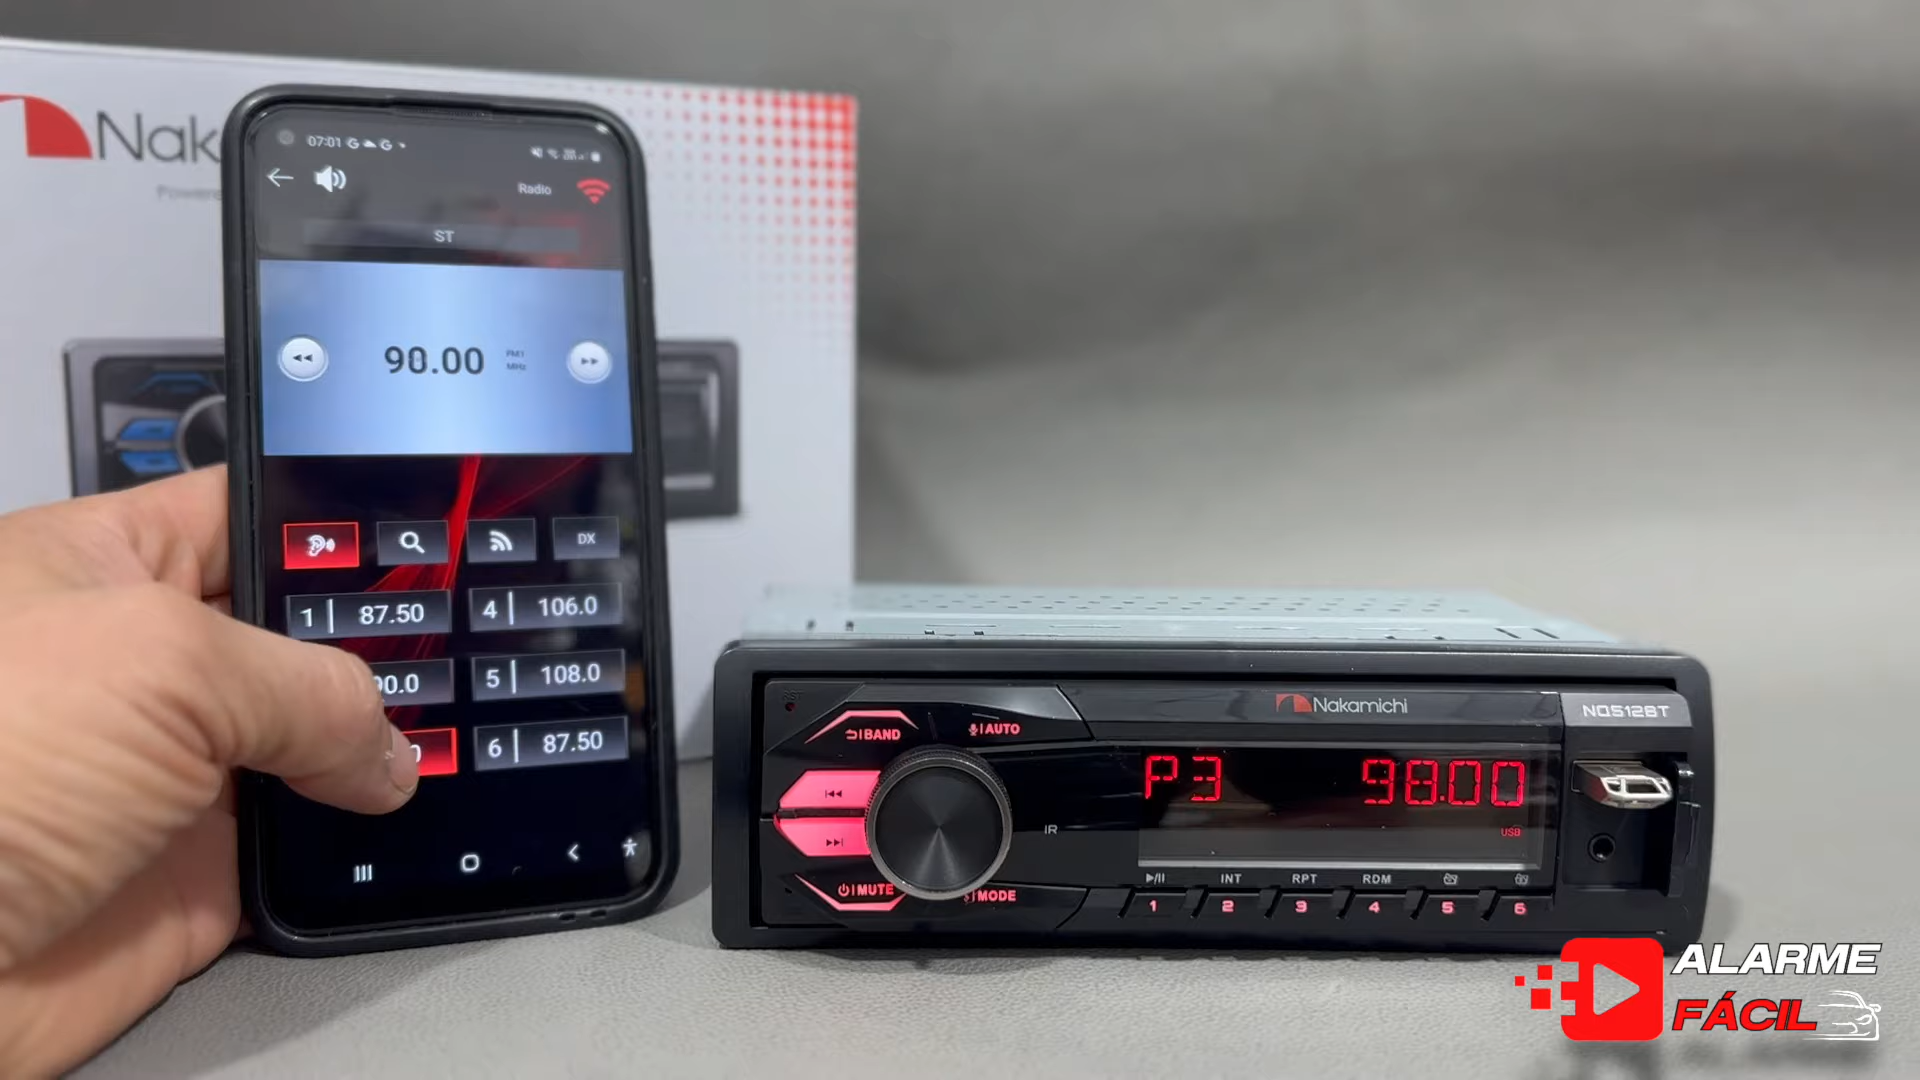 Nak
Powere
07:01 G G
Radio
ST
FM1
MHz
DX
1 | 87.50
4 | 106.0
90.0
5 | 108.0
0
6 | 87.50
Nakamichi
NQ512BT
RST
BAND
AUTO
P3 98.00
IR
USB
MUTE
MODE
INT RPT RDM
1 2 3 4 5 6
ALARME
FÁCIL